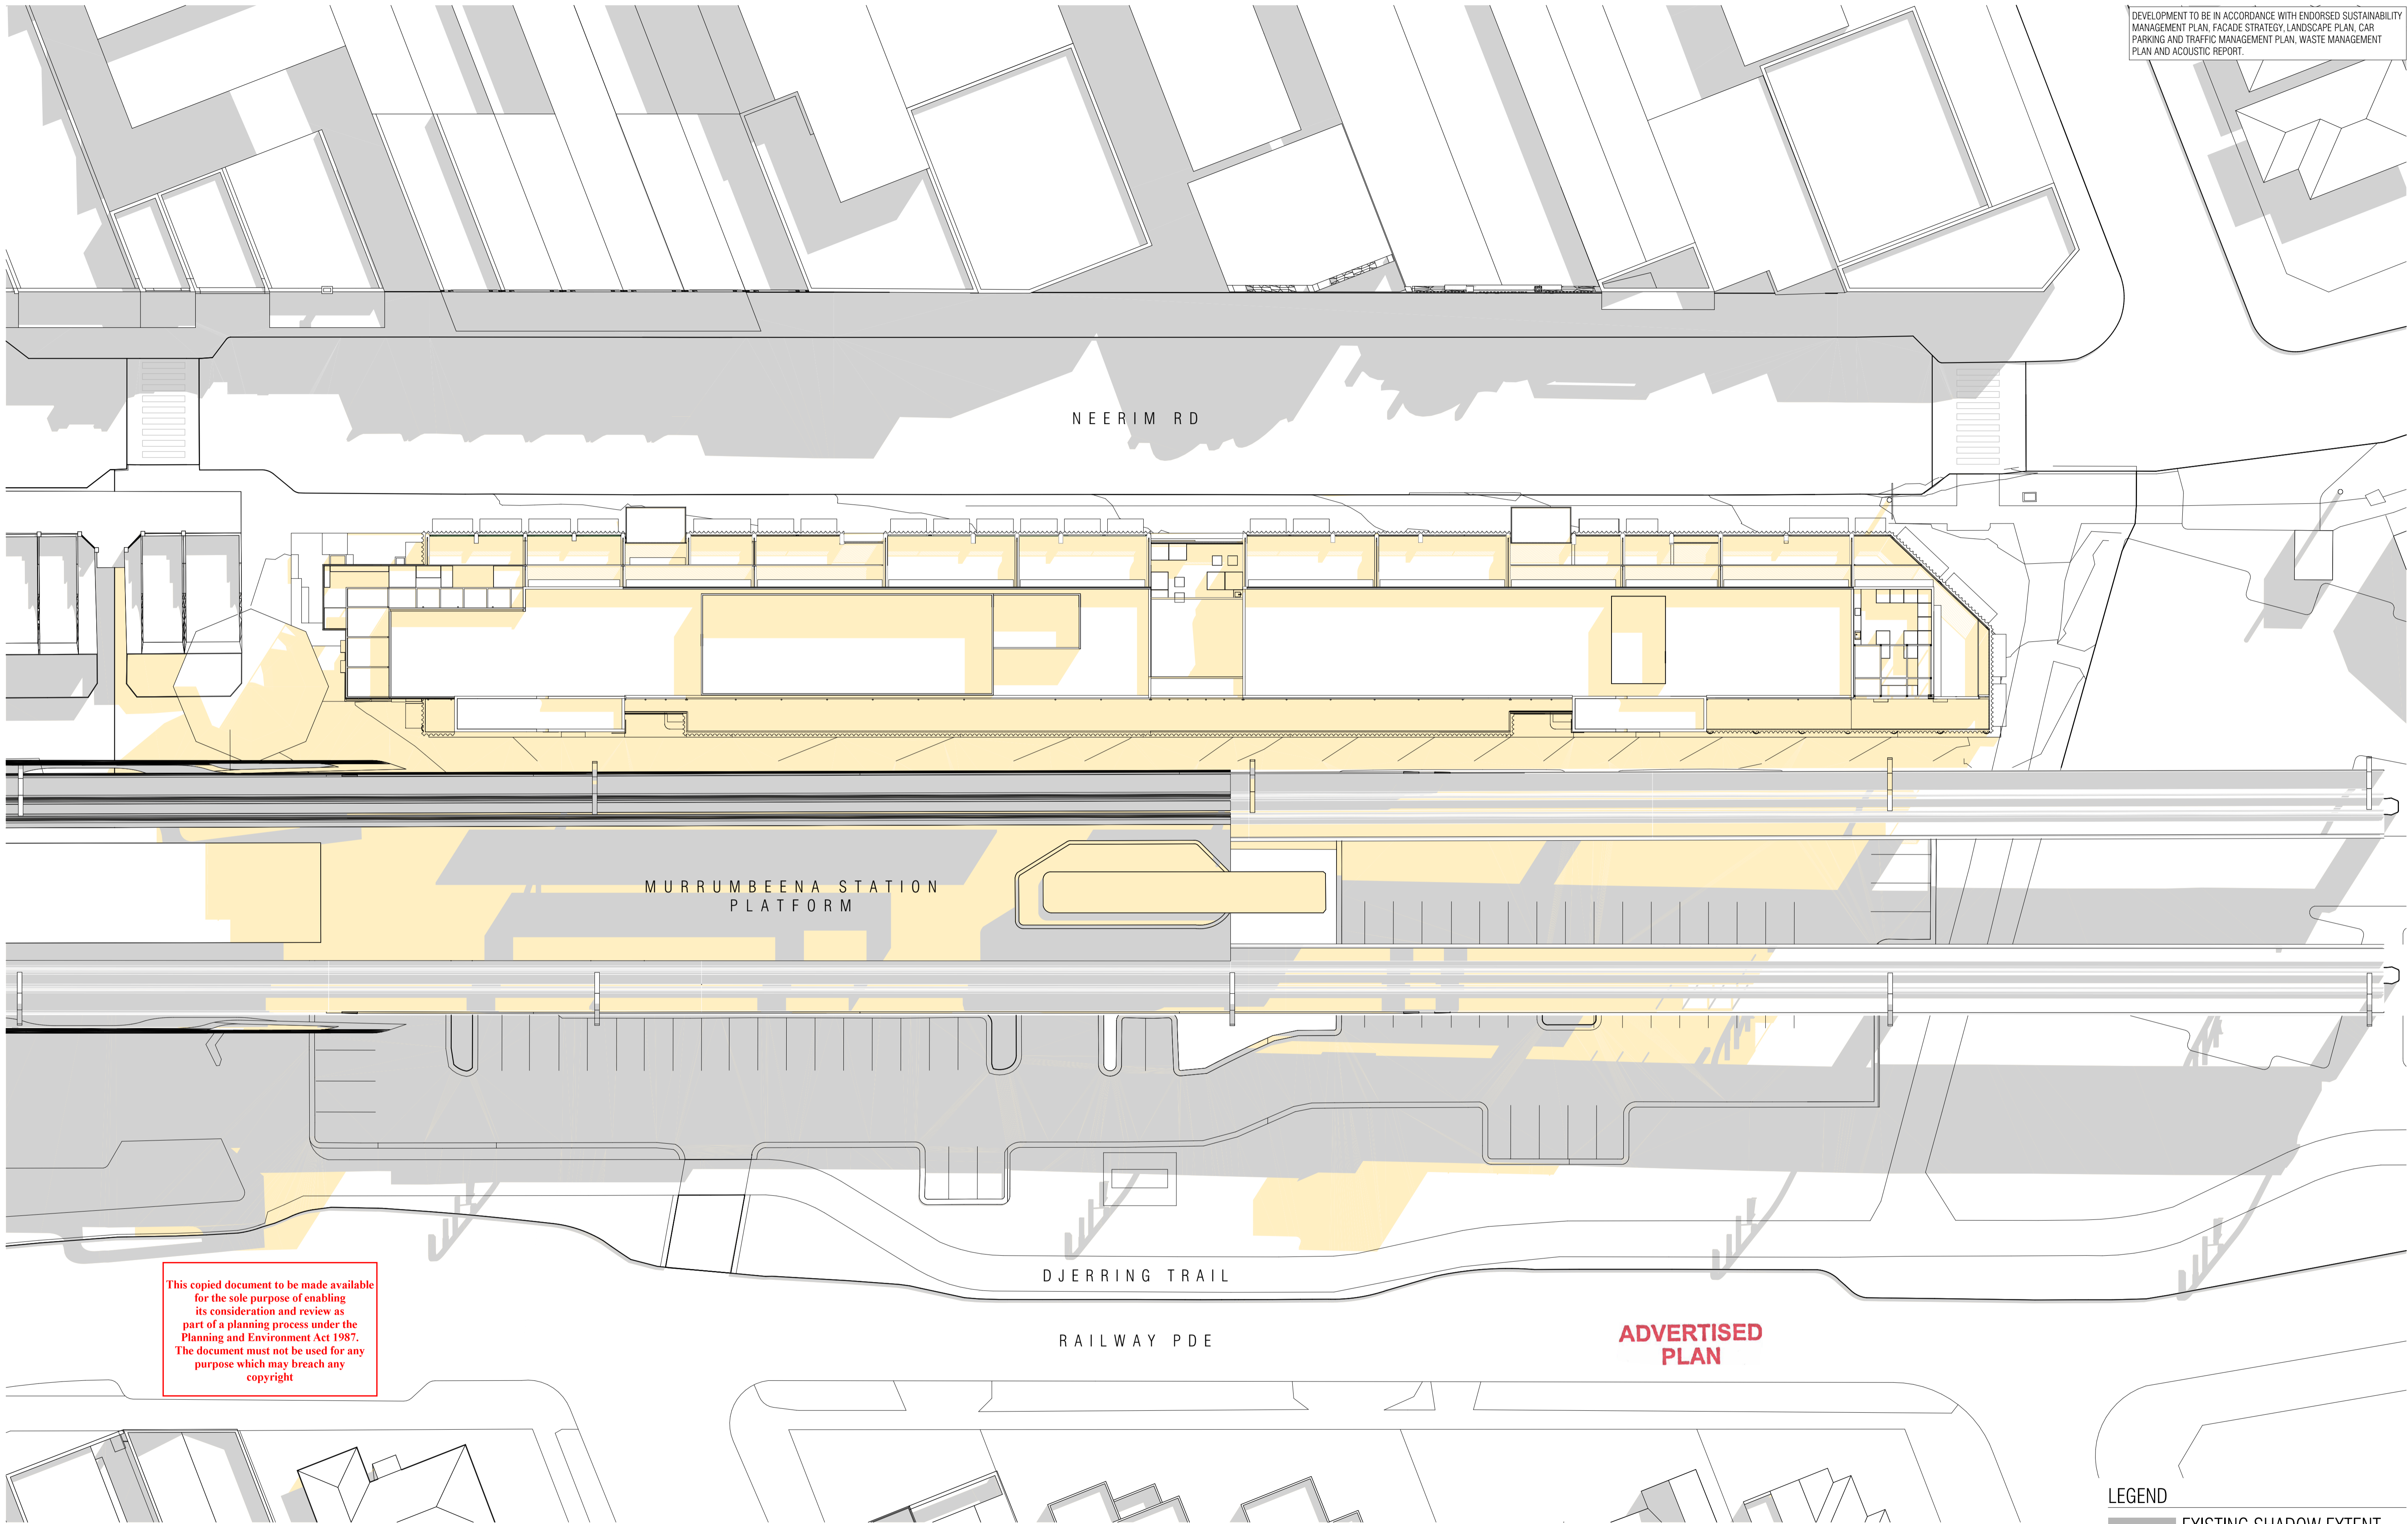 DEVELOPMENT TO BE IN ACCORDANCE WITH ENDORSED SUSTAINABILITY
MANAGEMENT PLAN, FACADE STRATEGY, LANDSCAPE PLAN, CAR
PARKING AND TRAFFIC MANAGEMENT PLAN, WASTE MANAGEMENT
PLAN AND ACOUSTIC REPORT.
NEERIM RD
MURRUMBEENA STATION
PLATFORM
DJERRING TRAIL
RAILWAY PDE
This copied document to be made available
for the sole purpose of enabling
its consideration and review as
part of a planning process under the
Planning and Environment Act 1987.
The document must not be used for any
purpose which may breach any
copyright
ADVERTISED
PLAN
LEGEND
EXISTING SHADOW EXTENT